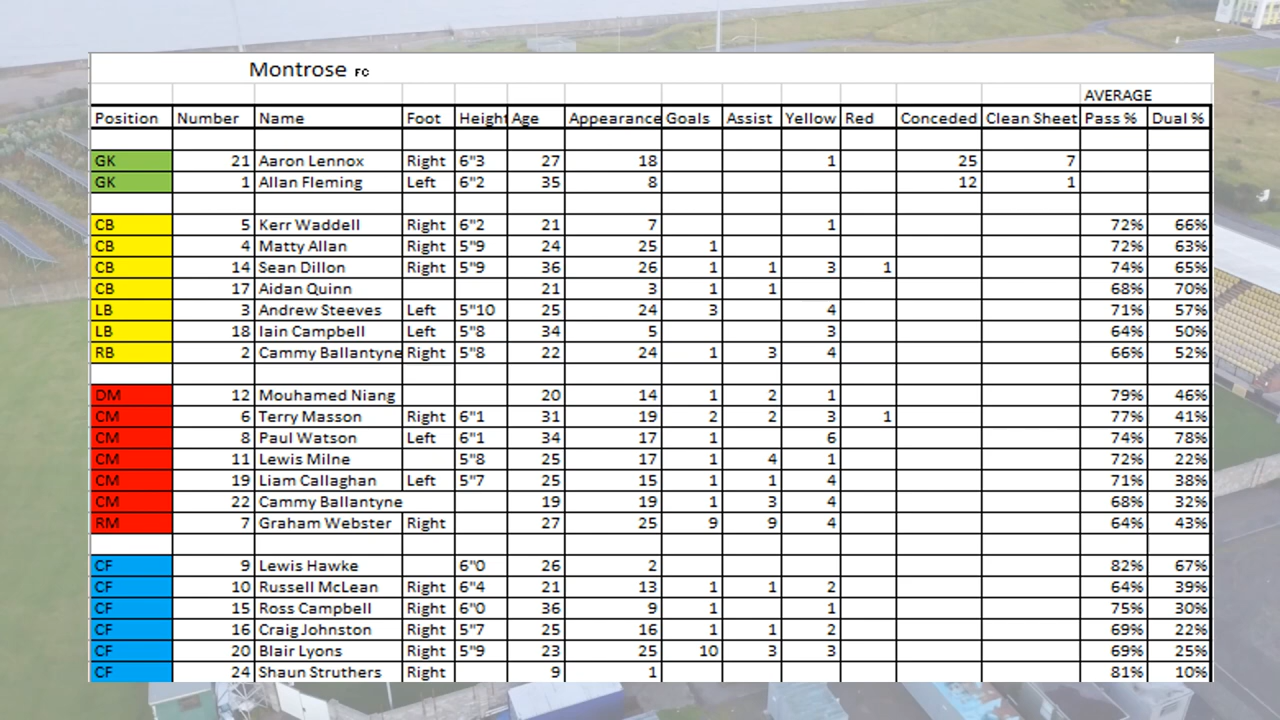 Montrose FC
AVERAGE
Position Number Name Foot Height Age Appearance Goals Assist Yellow Red Conceded Clean Sheet Pass % Dual %
GK 21 Aaron Lennox Right 6"3 27 18 1 25 7
GK 1 Allan Fleming Left 6"2 35 8 12 1
CB 5 Kerr Waddell Right 6"2 21 7 1 72% 66%
CB 4 Matty Allan Right 5"9 24 25 1 72% 63%
CB 14 Sean Dillon Right 5"9 36 26 1 1 3 1 74% 65%
CB 17 Aidan Quinn 21 3 1 1 68% 70%
LB 3 Andrew Steeves Left 5"10 25 24 3 4 71% 57%
LB 18 Iain Campbell Left 5"8 34 5 3 64% 50%
RB 2 Cammy Ballantyne Right 5"8 22 24 1 3 4 66% 52%
DM 12 Mouhamed Niang 20 14 1 2 1 79% 46%
CM 6 Terry Masson Right 6"1 31 19 2 2 3 1 77% 41%
CM 8 Paul Watson Left 6"1 34 17 1 6 74% 78%
CM 11 Lewis Milne 5"8 25 17 1 4 1 72% 22%
CM 19 Liam Callaghan Left 5"7 25 15 1 1 4 71% 38%
CM 22 Cammy Ballantyne 19 19 1 3 4 68% 32%
RM 7 Graham Webster Right 27 25 9 9 4 64% 43%
CF 9 Lewis Hawke 6"0 26 2 82% 67%
CF 10 Russell McLean Right 6"4 21 13 1 1 2 64% 39%
CF 15 Ross Campbell Right 6"0 36 9 1 1 75% 30%
CF 16 Craig Johnston Right 5"7 25 16 1 1 2 69% 22%
CF 20 Blair Lyons Right 5"9 23 25 10 3 3 69% 25%
CF 24 Shaun Struthers Right 9 1 81% 10%